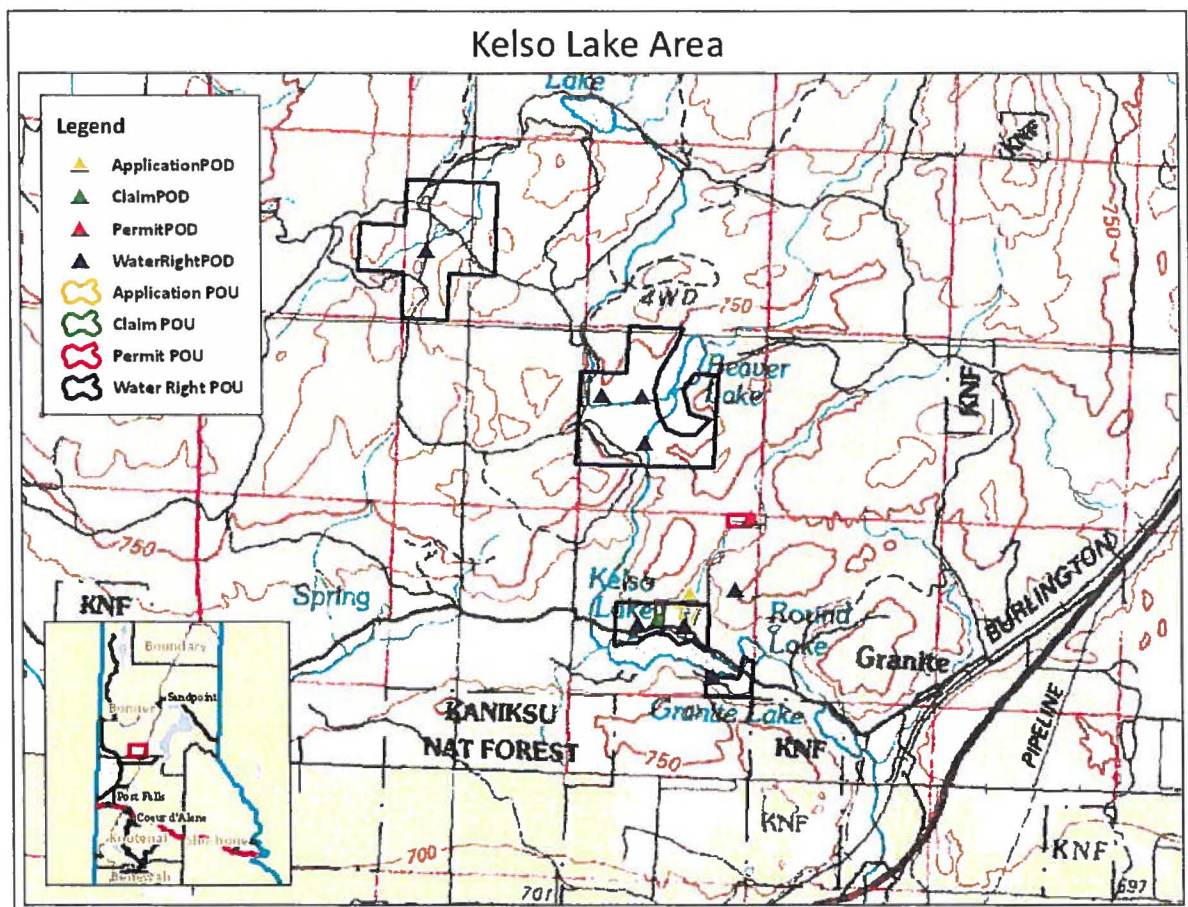 Kelso Lake Area
Lake
Legend
ApplicationPOD
ClaimPOD
PermitPOD
WaterRightPOD
Application POU
Claim POU
Permit POU
Water Right POU
KNF
750
4WD
750
Beaver
Lake
KNF
750
Spring
KNF
Kelso
Lake
Round
Lake
Granite
BURLINGTON
PIPELINE
Granite Lake
KANIKSU
NAT FOREST
KNF
750
KNF
KNF
700
701
697
Boundary
Sandpoint
Bonner
Post Falls
Coeur d'Alene
Kootenai
Shoshone
Benewah